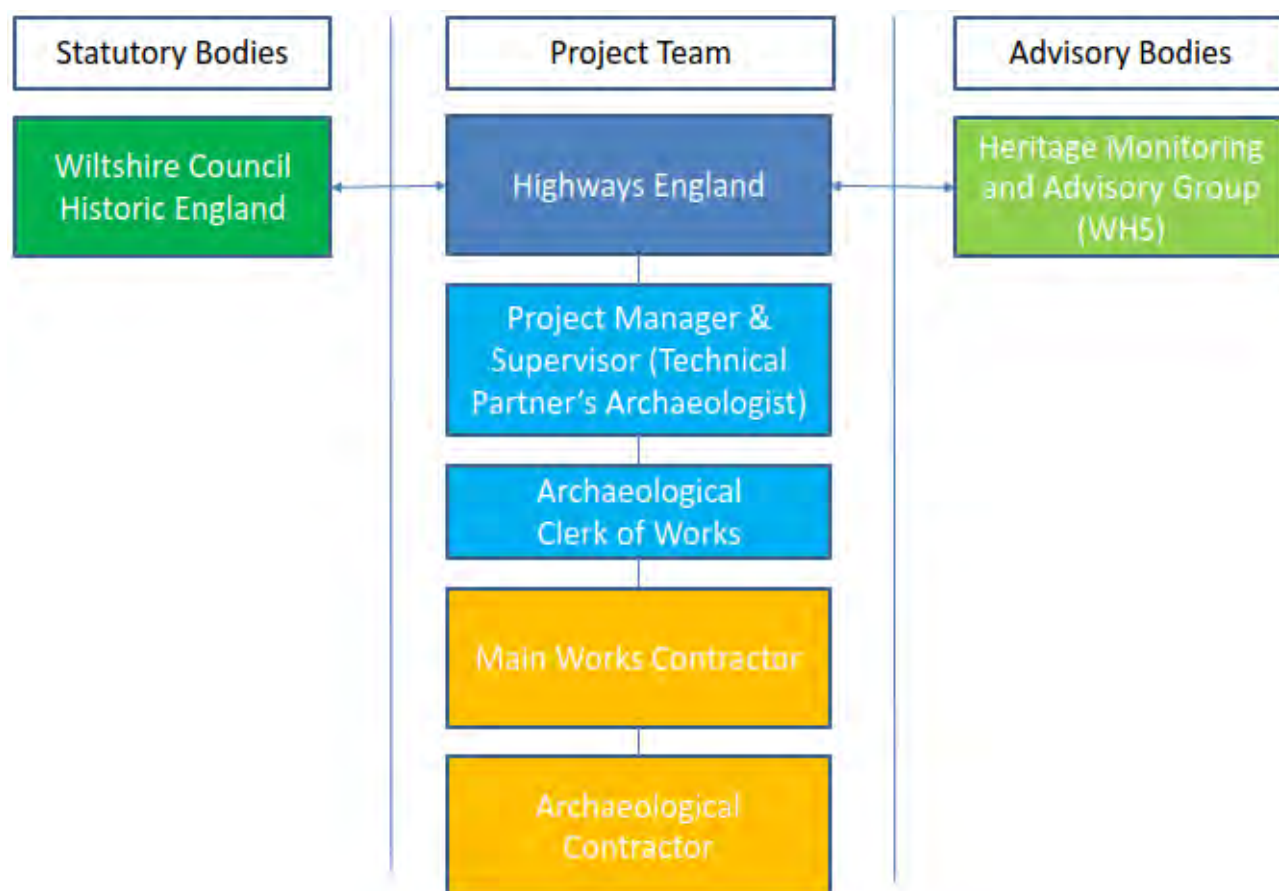 Statutory Bodies
Project Team
Advisory Bodies
Wiltshire Council
Historic England
Highways England
Heritage Monitoring
and Advisory Group
(WHS)
Project Manager &
Supervisor (Technical
Partner's Archaeologist)
Archaeological
Clerk of Works
Main Works Contractor
Archaeological
Contractor